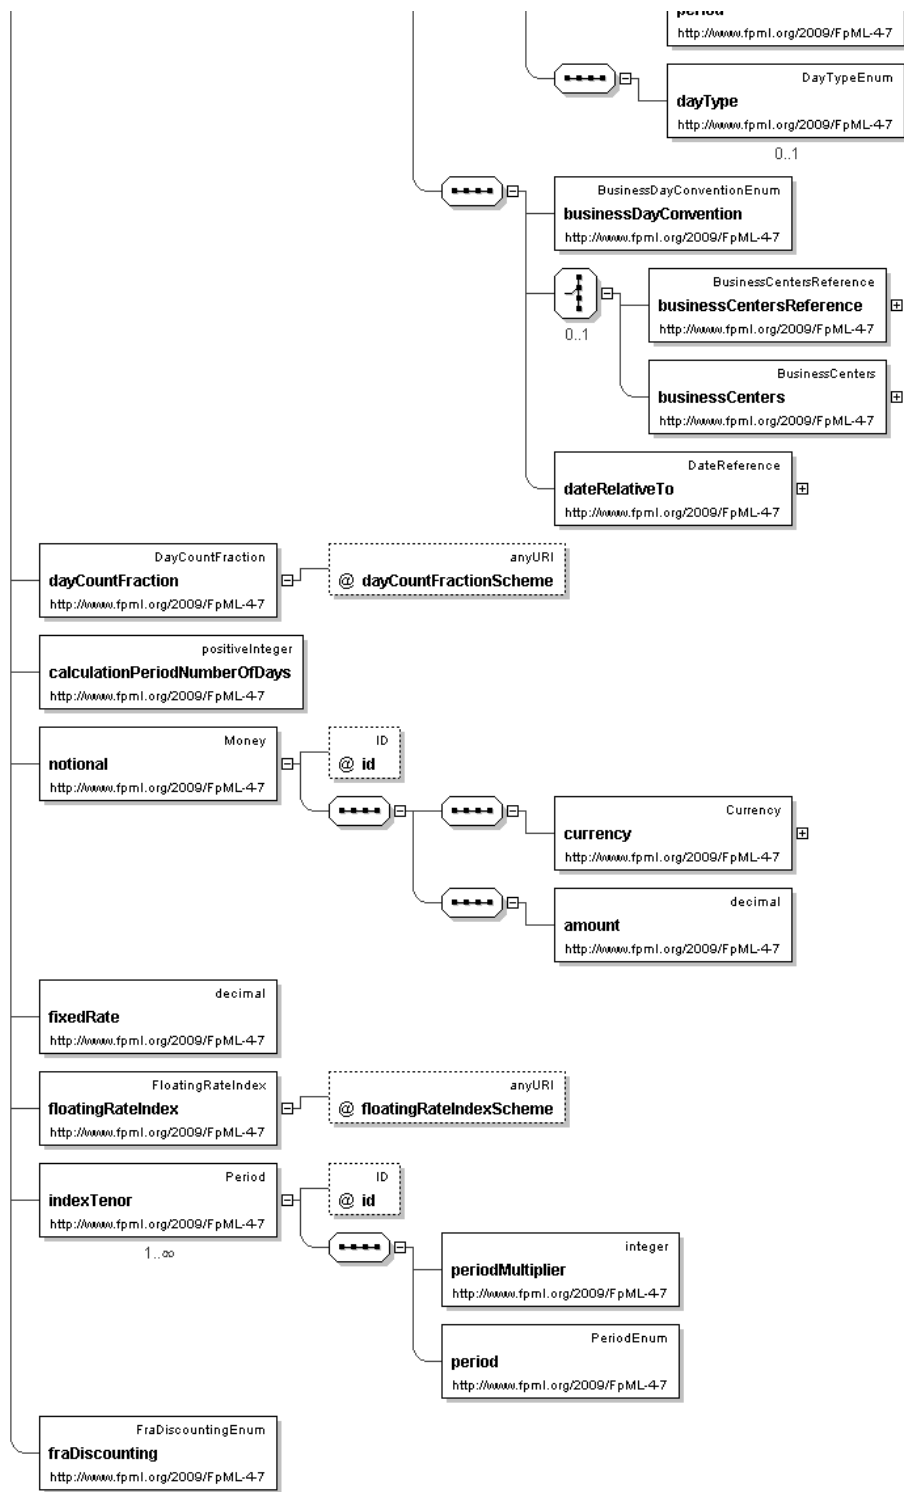 period
http://www.fpml.org/2009/FpML-4-7
DayTypeEnum
dayType
http://www.fpml.org/2009/FpML-4-7
0..1
BusinessDayConventionEnum
businessDayConvention
http://www.fpml.org/2009/FpML-4-7
BusinessCentersReference
businessCentersReference
http://www.fpml.org/2009/FpML-4-7
0..1
BusinessCenters
businessCenters
http://www.fpml.org/2009/FpML-4-7
DateReference
dateRelativeTo
http://www.fpml.org/2009/FpML-4-7
DayCountFraction
dayCountFraction
http://www.fpml.org/2009/FpML-4-7
anyURI
@ dayCountFractionScheme
positiveInteger
calculationPeriodNumberOfDays
http://www.fpml.org/2009/FpML-4-7
Money
notional
http://www.fpml.org/2009/FpML-4-7
ID
@ id
Currency
currency
http://www.fpml.org/2009/FpML-4-7
decimal
amount
http://www.fpml.org/2009/FpML-4-7
decimal
fixedRate
http://www.fpml.org/2009/FpML-4-7
FloatingRateIndex
floatingRateIndex
http://www.fpml.org/2009/FpML-4-7
anyURI
@ floatingRateIndexScheme
Period
indexTenor
http://www.fpml.org/2009/FpML-4-7
1..∞
ID
@ id
integer
periodMultiplier
http://www.fpml.org/2009/FpML-4-7
PeriodEnum
period
http://www.fpml.org/2009/FpML-4-7
FraDiscountingEnum
fraDiscounting
http://www.fpml.org/2009/FpML-4-7